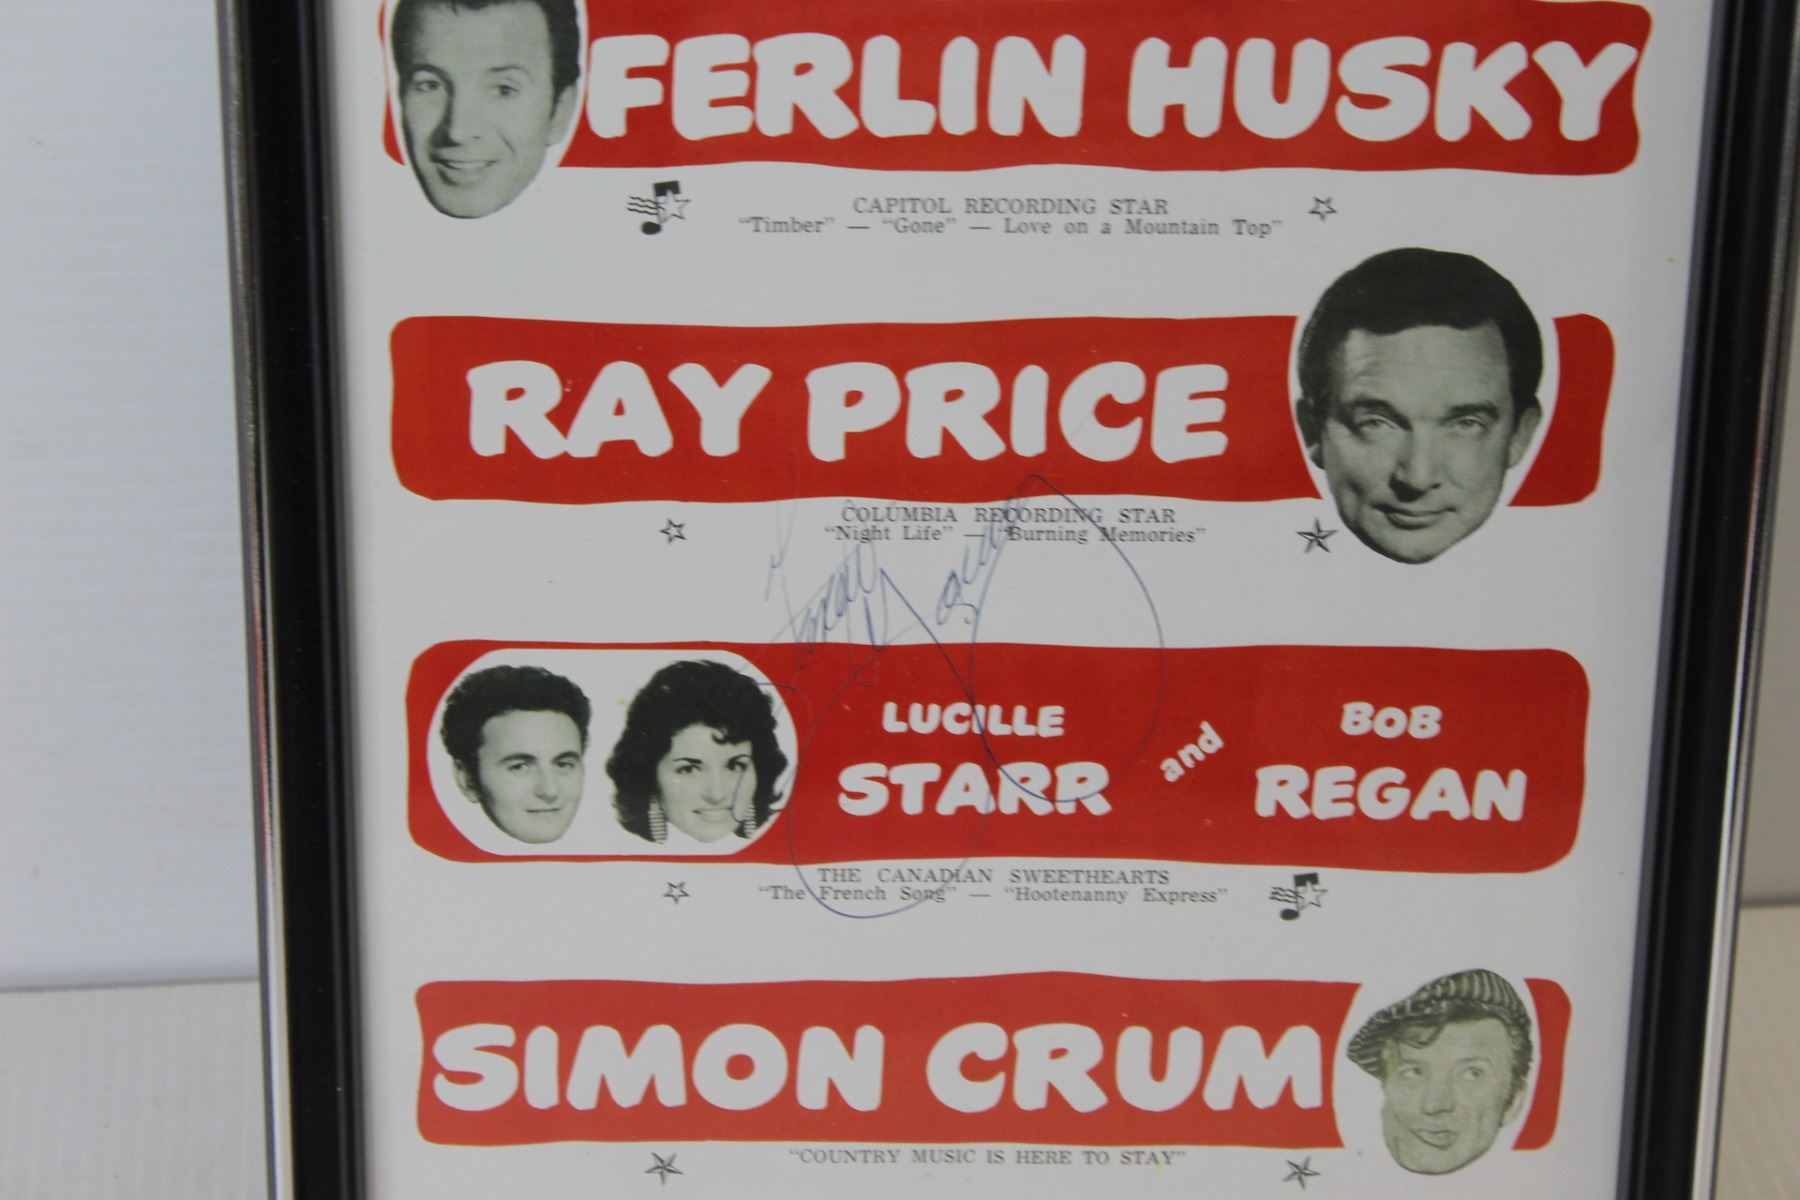 FERLIN HUSKY
CAPITOL RECORDING STAR
"Timber" — "Gone" — Love on a Mountain Top"
RAY PRICE
COLUMBIA RECORDING STAR
"Night Life" — "Burning Memories"
LUCILLE STARR and BOB REGAN
THE CANADIAN SWEETHEARTS
"The French Song" — "Hootenanny Express"
SIMON CRUM
"COUNTRY MUSIC IS HERE TO STAY"